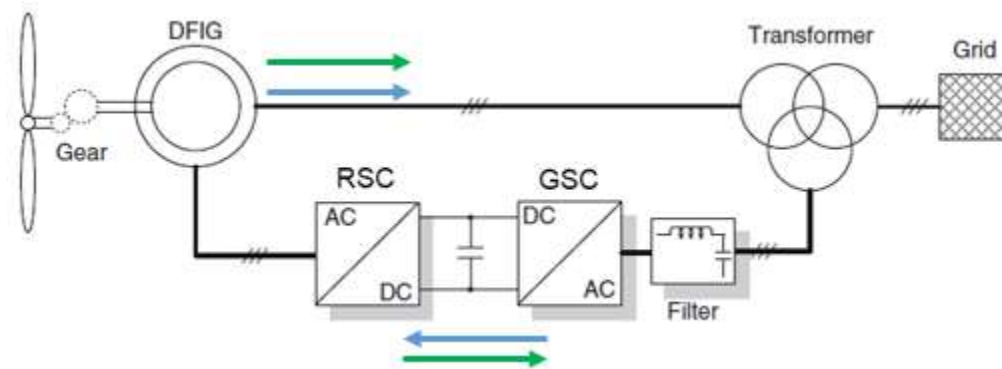 DFIG
Transformer
Grid
Gear
RSC
GSC
AC
DC
DC
AC
Filter